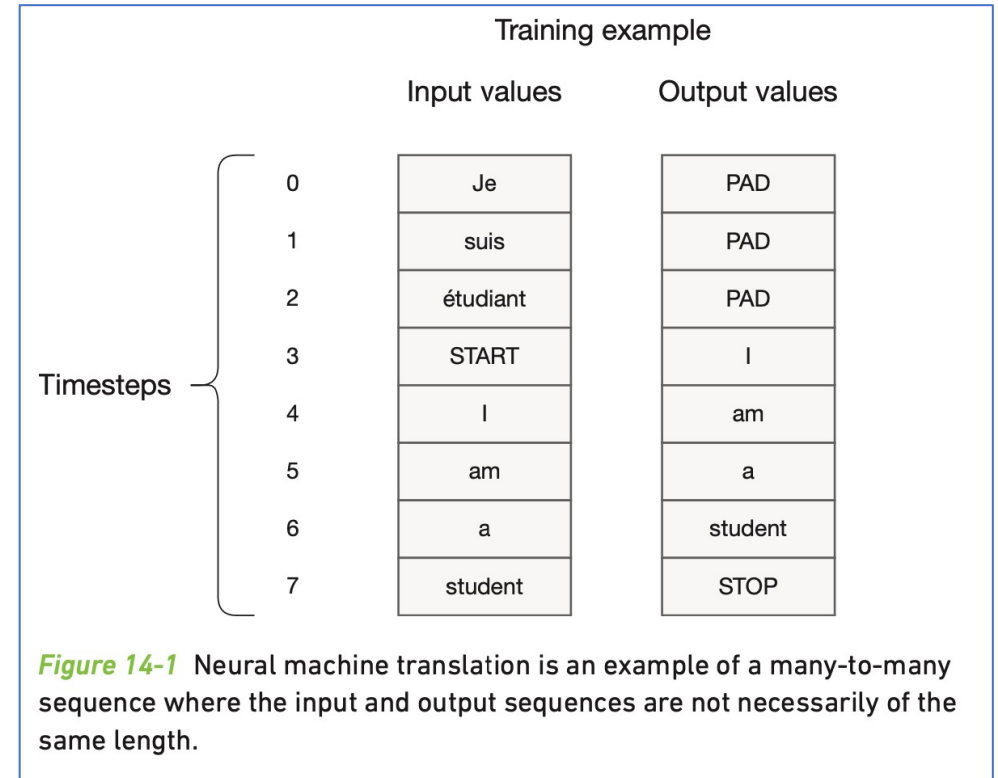 Training example
Input values Output values
0 Je PAD
1 suis PAD
2 étudiant PAD
3 START I
Timesteps
4 I am
5 am a
6 a student
7 student STOP
Figure 14-1 Neural machine translation is an example of a many-to-many
sequence where the input and output sequences are not necessarily of the
same length.